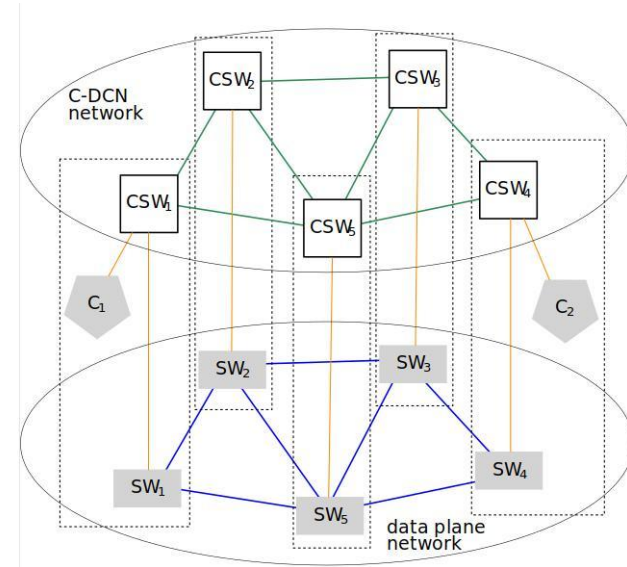 CSW2
CSW3
C-DCN
network
CSW1
CSW4
CSW5
C1
C2
SW2
SW3
SW1
SW4
SW5
data plane
network